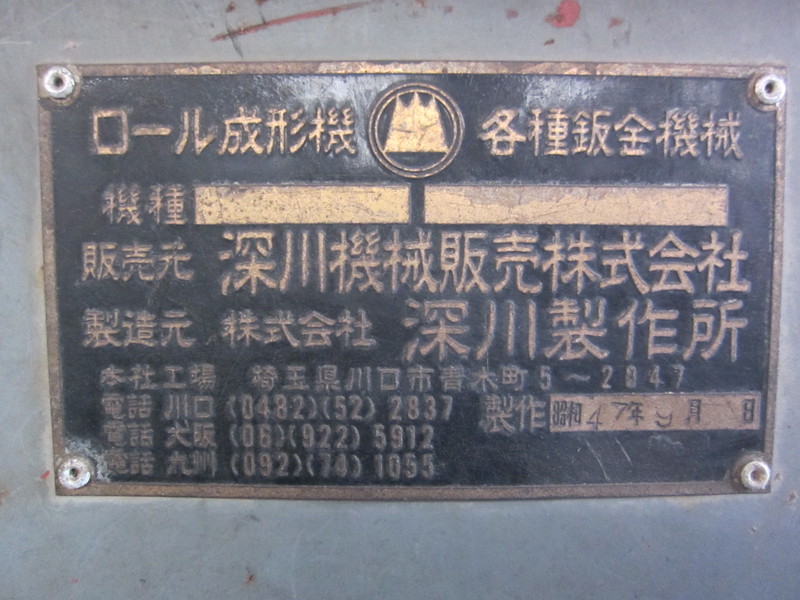 ロール成形機 各種鈑金機械
機種
販売元 深川機械販売株式会社
製造元 株式会社 深川製作所
本社工場 埼玉県川口市青木町5〜2847
電話 川口 (0482)(52) 2837
製作 昭和47年9月 日
電話 大阪 (06)(922) 5912
電話 九州 (092)(74) 1055